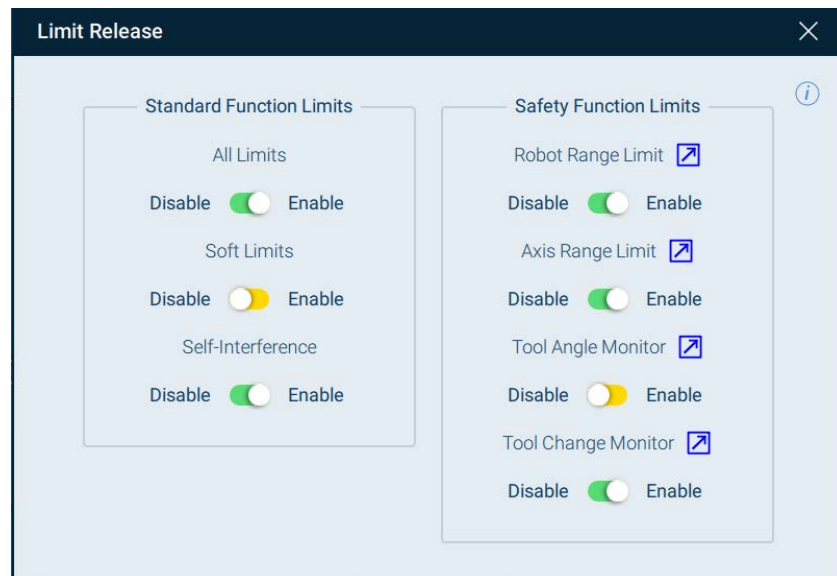 Limit Release
Standard Function Limits
All Limits
Disable Enable
Soft Limits
Disable Enable
Self-Interference
Disable Enable
Safety Function Limits
Robot Range Limit
Disable Enable
Axis Range Limit
Disable Enable
Tool Angle Monitor
Disable Enable
Tool Change Monitor
Disable Enable